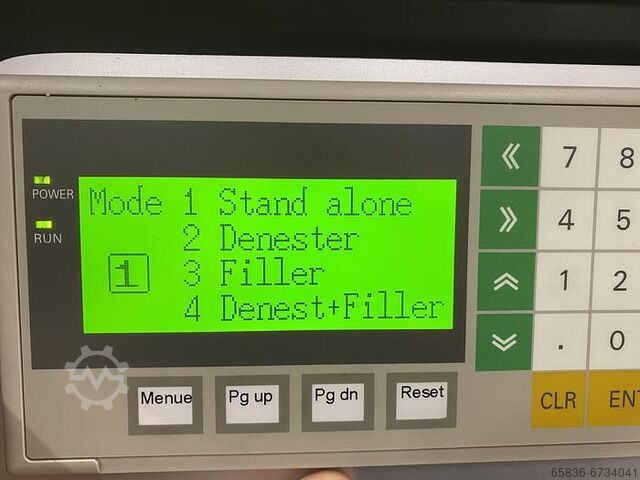 POWER
RUN
Mode 1 Stand alone
2 Denester
1 3 Filler
4 Denest+Filler
Menue Pg up Pg dn Reset
« 7 8
» 4 5
1 2
. 0
CLR
65836-6734041